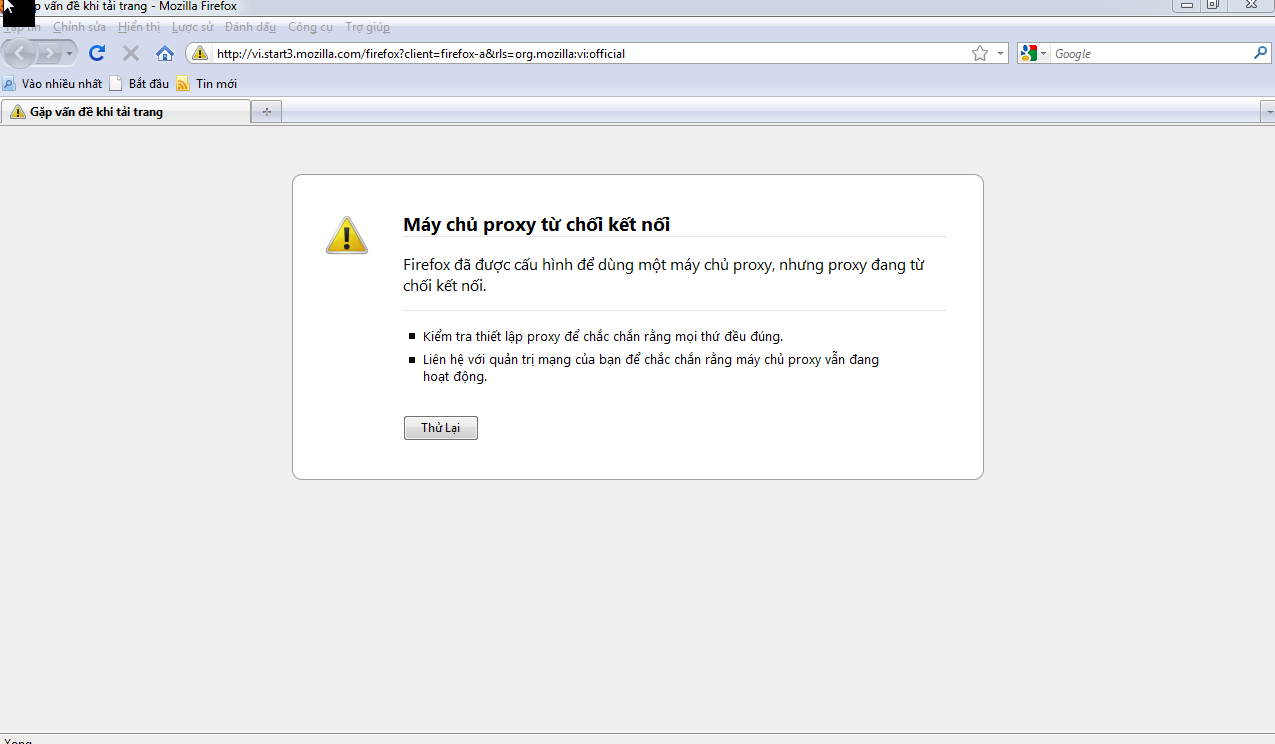 p vấn đề khi tải trang - Mozilla Firefox
Tập tin Chỉnh sửa Hiển thị Lược sử Đánh dấu Công cụ Trợ giúp
http://vi.start3.mozilla.com/firefox?client=firefox-a&rls=org.mozilla:vi:official
Google
Vào nhiều nhất Bắt đầu Tin mới
Gặp vấn đề khi tải trang
Máy chủ proxy từ chối kết nối
Firefox đã được cấu hình để dùng một máy chủ proxy, nhưng proxy đang từ
chối kết nối.
Kiểm tra thiết lập proxy để chắc chắn rằng mọi thứ đều đúng.
Liên hệ với quản trị mạng của bạn để chắc chắn rằng máy chủ proxy vẫn đang
hoạt động.
Thử Lại
Xong